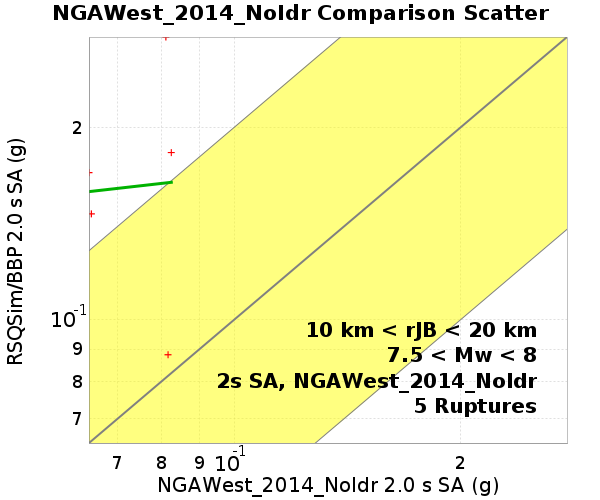 NGAWest_2014_NoIdr Comparison Scatter
RSQSim/BBP 2.0 s SA (g)
2
10⁻¹
9
8
7
10 km < rJB < 20 km
7.5 < Mw < 8
2s SA, NGAWest_2014_NoIdr
5 Ruptures
7 8 9 10⁻¹ 2
NGAWest_2014_NoIdr 2.0 s SA (g)